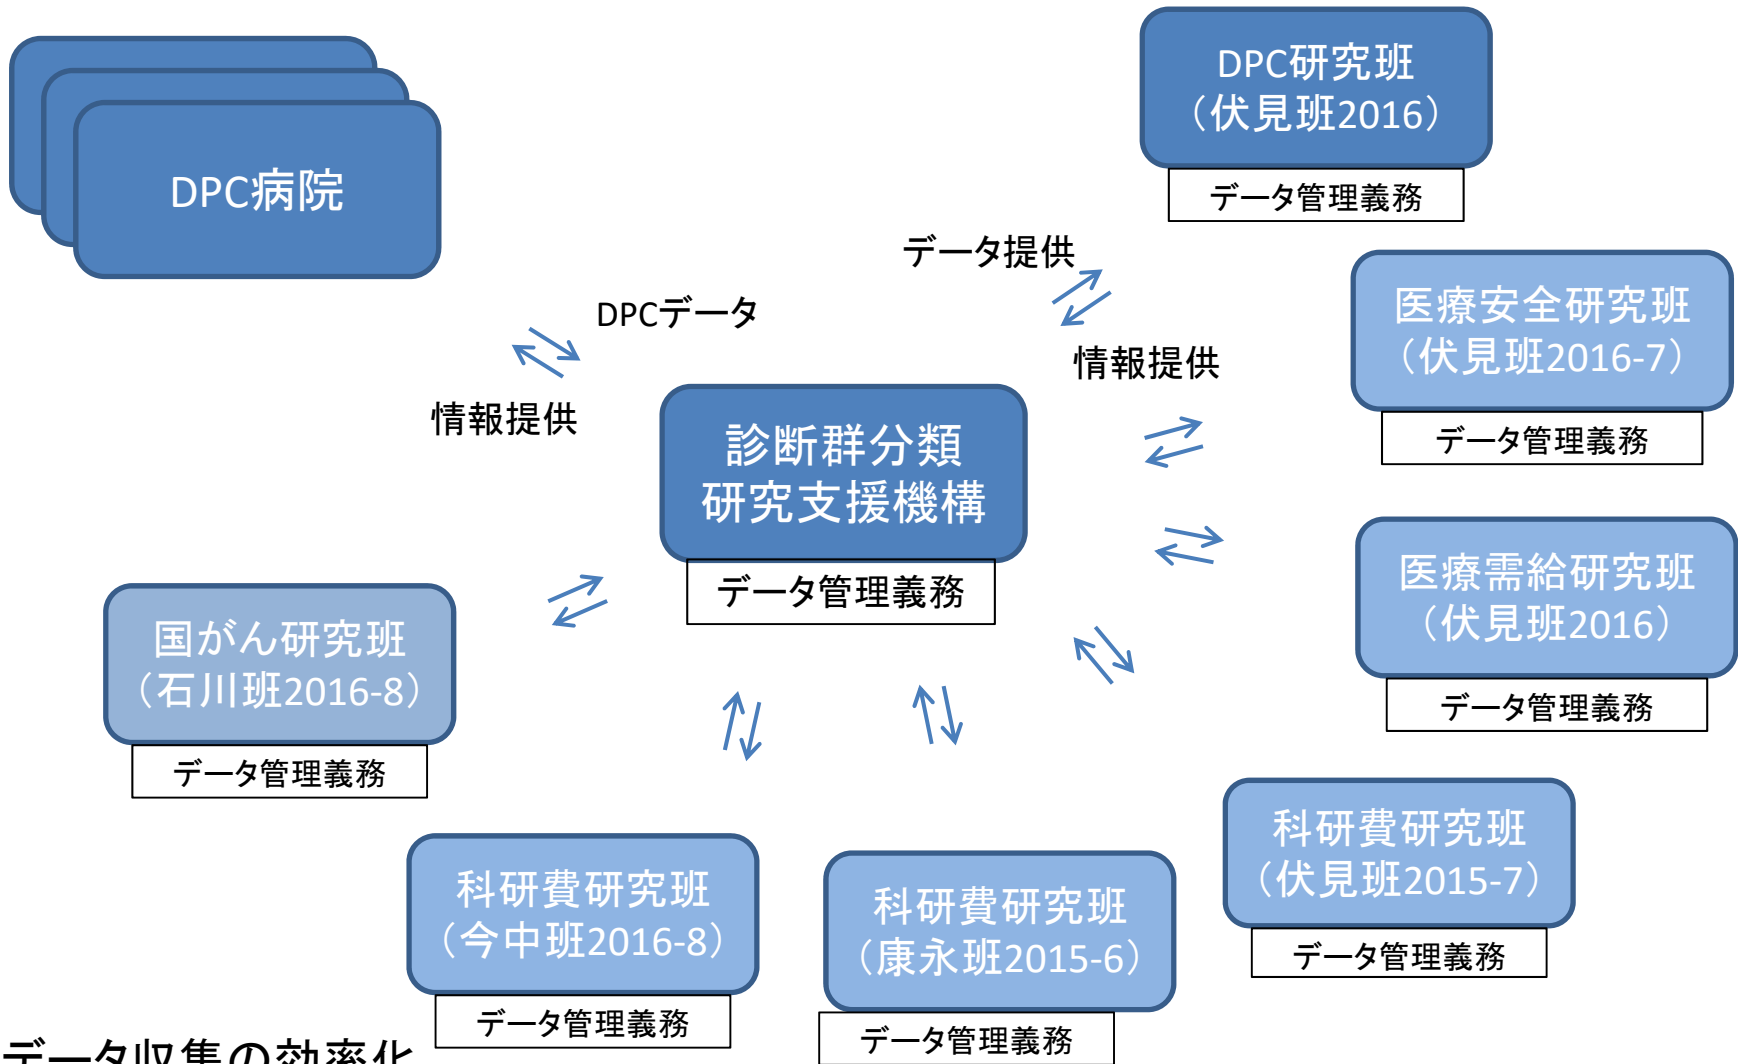 DPC病院
DPC研究班
（伏見班2016）
データ管理義務
データ提供
DPCデータ
情報提供
情報提供
医療安全研究班
（伏見班2016-7）
データ管理義務
診断群分類
研究支援機構
データ管理義務
医療需給研究班
（伏見班2016）
データ管理義務
国がん研究班
（石川班2016-8）
データ管理義務
科研費研究班
（伏見班2015-7）
データ管理義務
科研費研究班
（今中班2016-8）
データ管理義務
科研費研究班
（康永班2015-6）
データ管理義務
データ収集の効率化